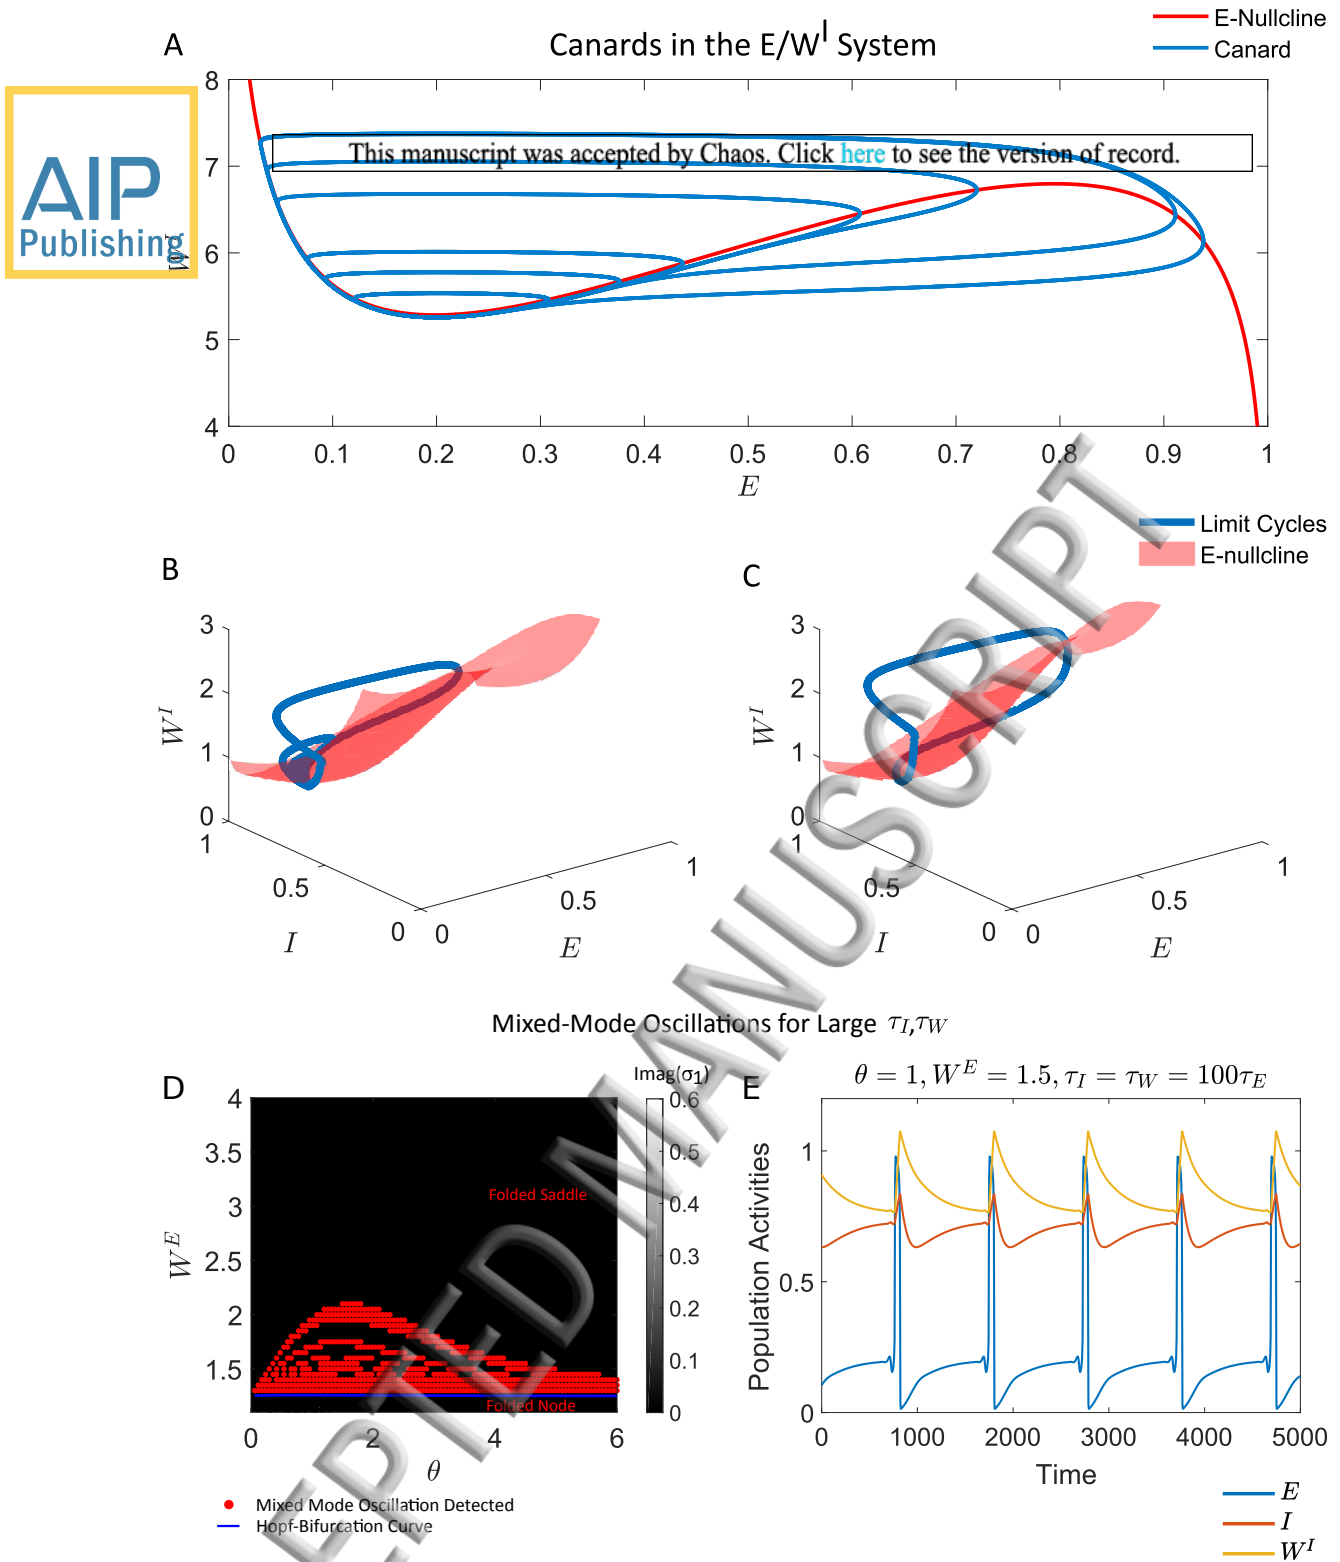 A
Canards in the E/W^I System
E-Nullcline
Canard
AIP
Publishing
This manuscript was accepted by Chaos. Click here to see the version of record.
8
7
6
5
4
W^I
0 0.1 0.2 0.3 0.4 0.5 0.6 0.7 0.8 0.9 1
E
Limit Cycles
E-nullcline
B
3
2
1
0
W^I
1
0.5
0
I
0
0.5
1
E
C
3
2
1
0
W^I
1
0.5
0
I
0
0.5
1
E
Mixed-Mode Oscillations for Large τ_I,τ_W
D
Imag(σ_1)
4
3.5
3
2.5
2
1.5
W^E
Folded Saddle
Folded Node
0 2 4 6
θ
0.6
0.5
0.4
0.3
0.2
0.1
0
Mixed Mode Oscillation Detected
Hopf-Bifurcation Curve
E
θ = 1, W^E = 1.5, τ_I = τ_W = 100τ_E
1
0.5
0
Population Activities
0 1000 2000 3000 4000 5000
Time
E
I
W^I
EPTED MANUSCRIPT